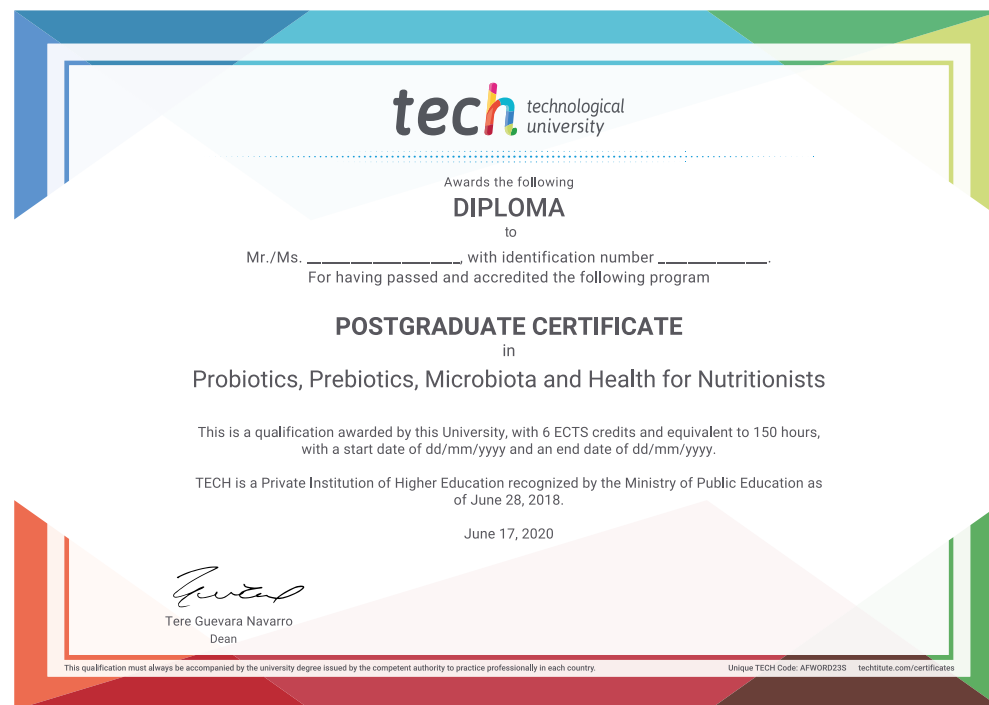 tech technological
university
Awards the following
DIPLOMA
to
Mr./Ms. ____________________, with identification number ______________.
For having passed and accredited the following program
POSTGRADUATE CERTIFICATE
in
Probiotics, Prebiotics, Microbiota and Health for Nutritionists
This is a qualification awarded by this University, with 6 ECTS credits and equivalent to 150 hours,
with a start date of dd/mm/yyyy and an end date of dd/mm/yyyy.
TECH is a Private Institution of Higher Education recognized by the Ministry of Public Education as
of June 28, 2018.
June 17, 2020
Tere Guevara Navarro
Dean
This qualification must always be accompanied by the university degree issued by the competent authority to practice professionally in each country.
Unique TECH Code: AFWORD23S techtitute.com/certificates